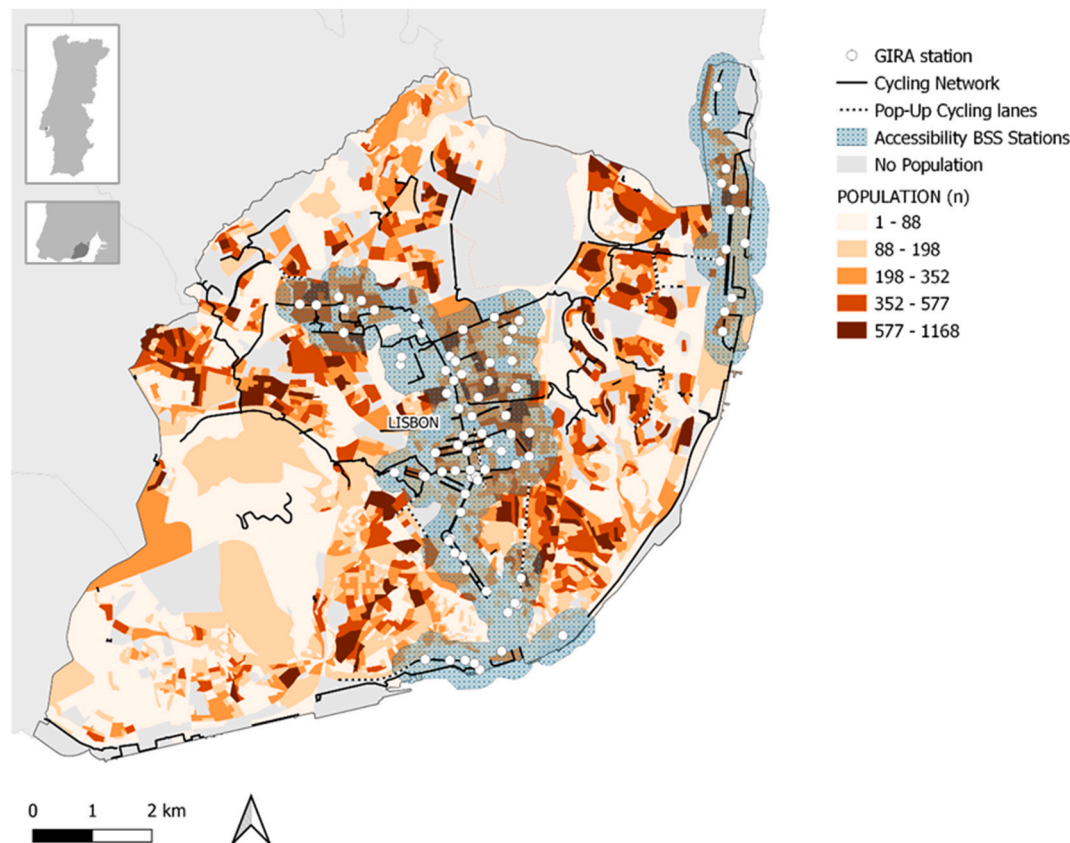 GIRA station
Cycling Network
Pop-Up Cycling lanes
Accessibility BSS Stations
No Population
POPULATION (n)
1 - 88
88 - 198
198 - 352
352 - 577
577 - 1168
LISBON
0 1 2 km